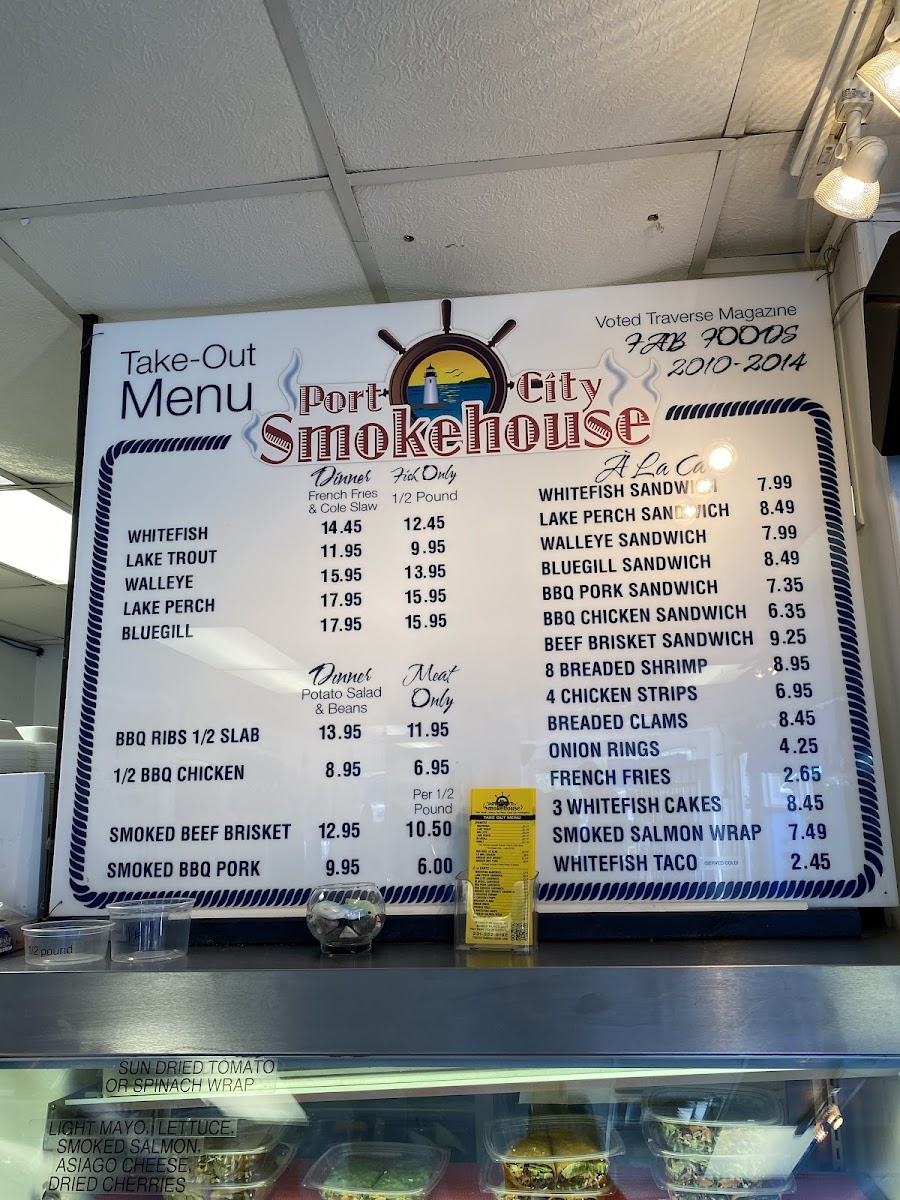 Take-Out
Menu
Port City
Smokehouse
Voted Traverse Magazine
FAB FOODS
2010-2014
Dinner
French Fries
& Cole Slaw
Fish Only
1/2 Pound
WHITEFISH 14.45 12.45
LAKE TROUT 11.95 9.95
WALLEYE 15.95 13.95
LAKE PERCH 17.95 15.95
BLUEGILL 17.95 15.95
Dinner
Potato Salad
& Beans
Meat
Only
BBQ RIBS 1/2 SLAB 13.95 11.95
1/2 BBQ CHICKEN 8.95 6.95
Per 1/2
Pound
SMOKED BEEF BRISKET 12.95 10.50
SMOKED BBQ PORK 9.95 6.00
À La Ca
WHITEFISH SANDWICH 7.99
LAKE PERCH SANDWICH 8.49
WALLEYE SANDWICH 7.99
BLUEGILL SANDWICH 8.49
BBQ PORK SANDWICH 7.35
BBQ CHICKEN SANDWICH 6.35
BEEF BRISKET SANDWICH 9.25
8 BREADED SHRIMP 8.95
4 CHICKEN STRIPS 6.95
BREADED CLAMS 8.45
ONION RINGS 4.25
FRENCH FRIES 2.65
3 WHITEFISH CAKES 8.45
SMOKED SALMON WRAP 7.49
WHITEFISH TACO (SERVED COLD) 2.45
Smokehouse
TAKE OUT MENU
1/2 pound
SUN DRIED TOMATO
OR SPINACH WRAP
LIGHT MAYO, LETTUCE,
SMOKED SALMON,
ASIAGO CHEESE,
DRIED CHERRIES